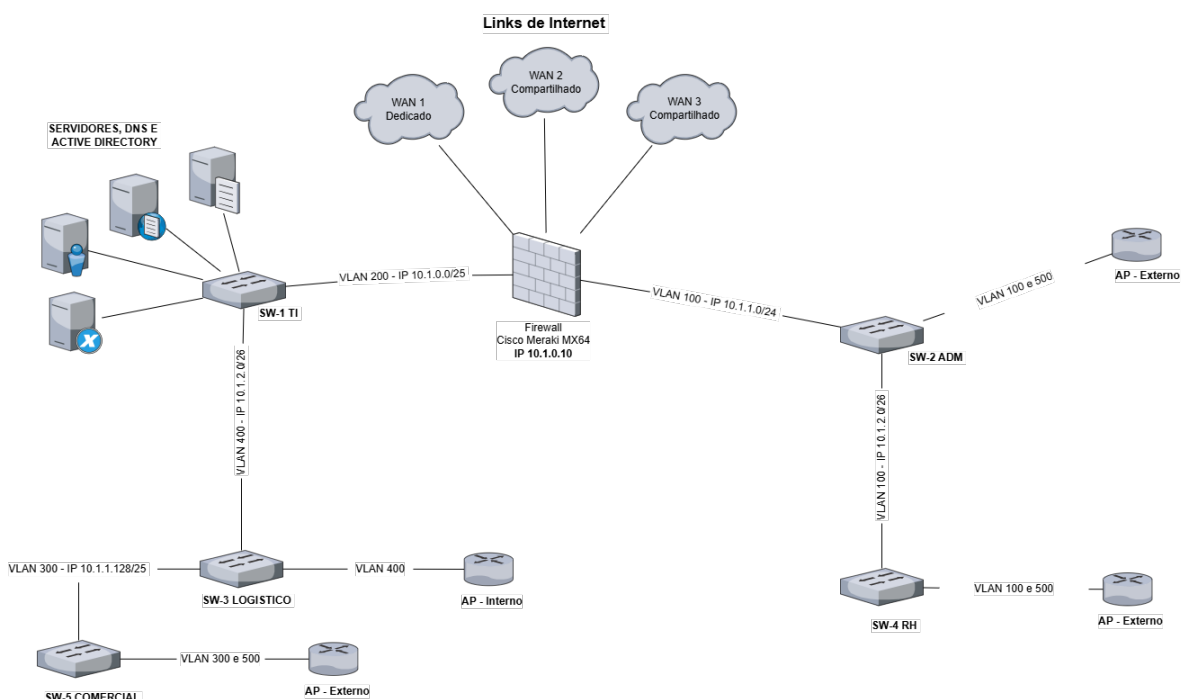 Links de Internet
WAN 1
Dedicado
WAN 2
Compartilhado
WAN 3
Compartilhado
SERVIDORES, DNS E
ACTIVE DIRECTORY
X
SW-1 TI
VLAN 200 - IP 10.1.0.0/25
Firewall
Cisco Meraki MX64
IP 10.1.0.10
VLAN 100 - IP 10.1.1.0/24
SW-2 ADM
VLAN 100 e 500
AP - Externo
VLAN 400 - IP 10.1.2.0/26
VLAN 100 - IP 10.1.2.0/26
VLAN 300 - IP 10.1.1.128/25
SW-3 LOGISTICO
VLAN 400
AP - Interno
SW-4 RH
VLAN 100 e 500
AP - Externo
SW-5 COMERCIAL
VLAN 300 e 500
AP - Externo